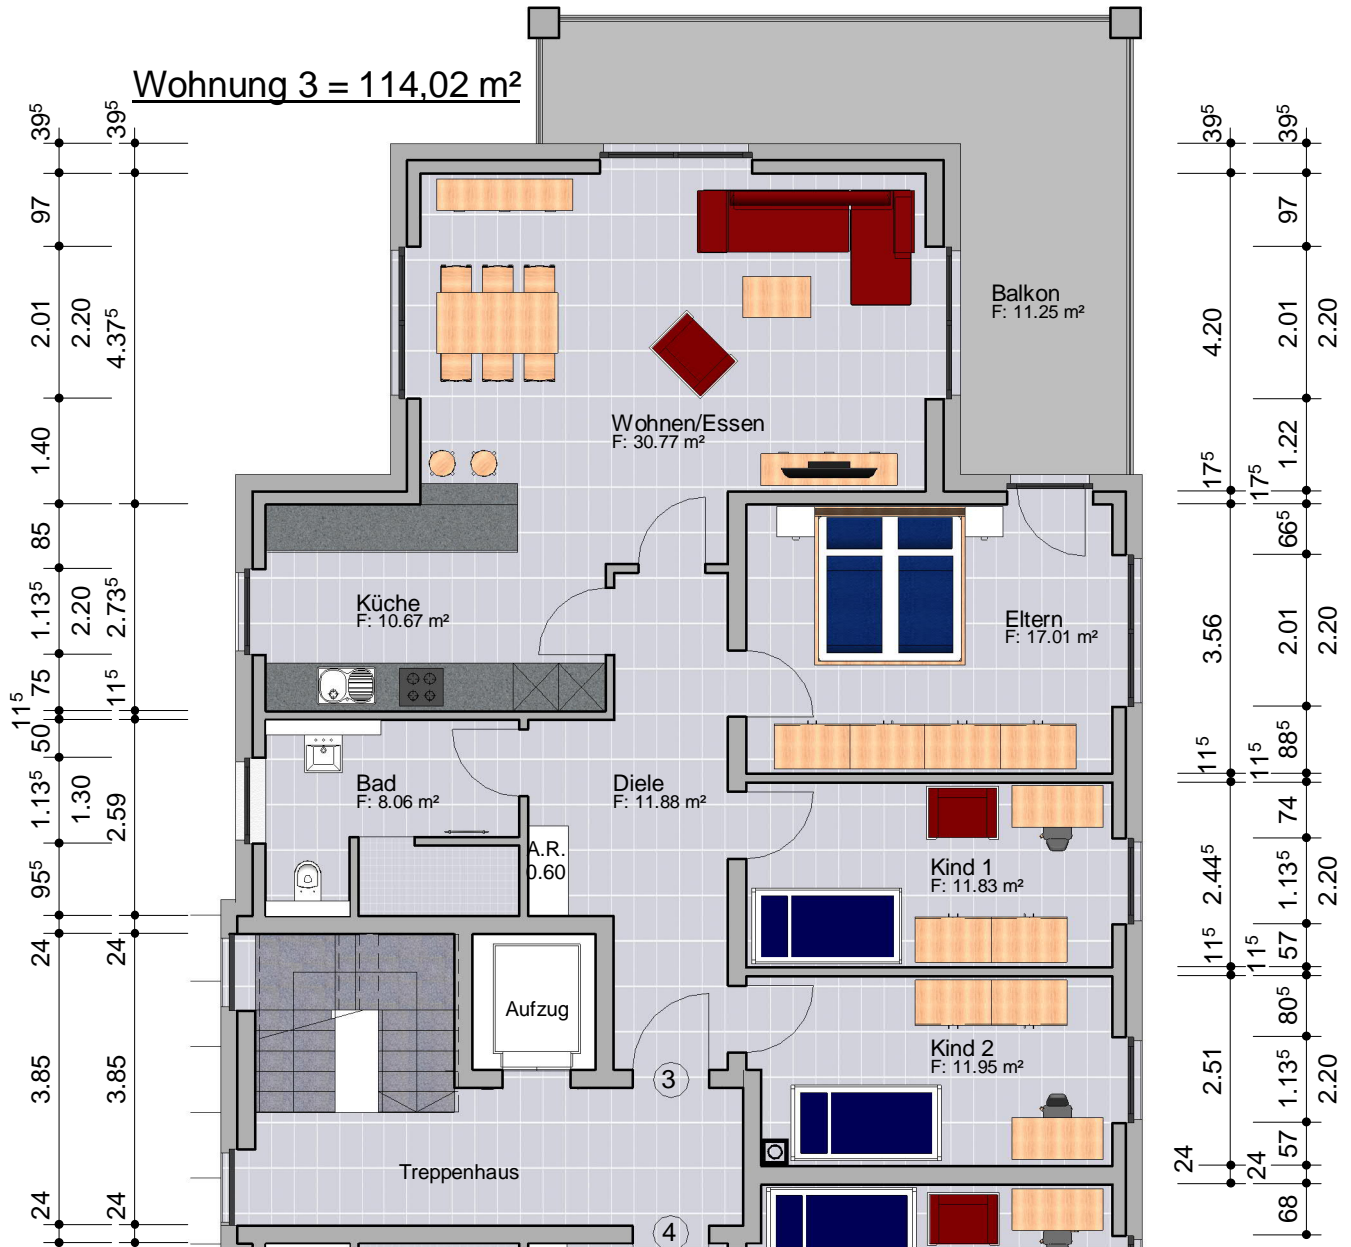 Wohnung 3 = 114,02 m²
39⁵
39⁵
97
2.01
2.20
4.37⁵
1.40
85
1.13⁵
2.20
2.73⁵
75
11⁵
11⁵
50
1.13⁵
1.30
2.59
95⁵
24
24
3.85
3.85
24
24
Balkon
F: 11.25 m²
Wohnen/Essen
F: 30.77 m²
Küche
F: 10.67 m²
Eltern
F: 17.01 m²
Bad
F: 8.06 m²
Diele
F: 11.88 m²
A.R.
0.60
Kind 1
F: 11.83 m²
Aufzug
Kind 2
F: 11.95 m²
3
Treppenhaus
4
39⁵
39⁵
97
4.20
2.01
2.20
1.22
17⁵
17⁵
66⁵
3.56
2.01
2.20
88⁵
11⁵
11⁵
74
2.44⁵
1.13⁵
2.20
57
11⁵
11⁵
80⁵
2.51
1.13⁵
2.20
57
24
24
68